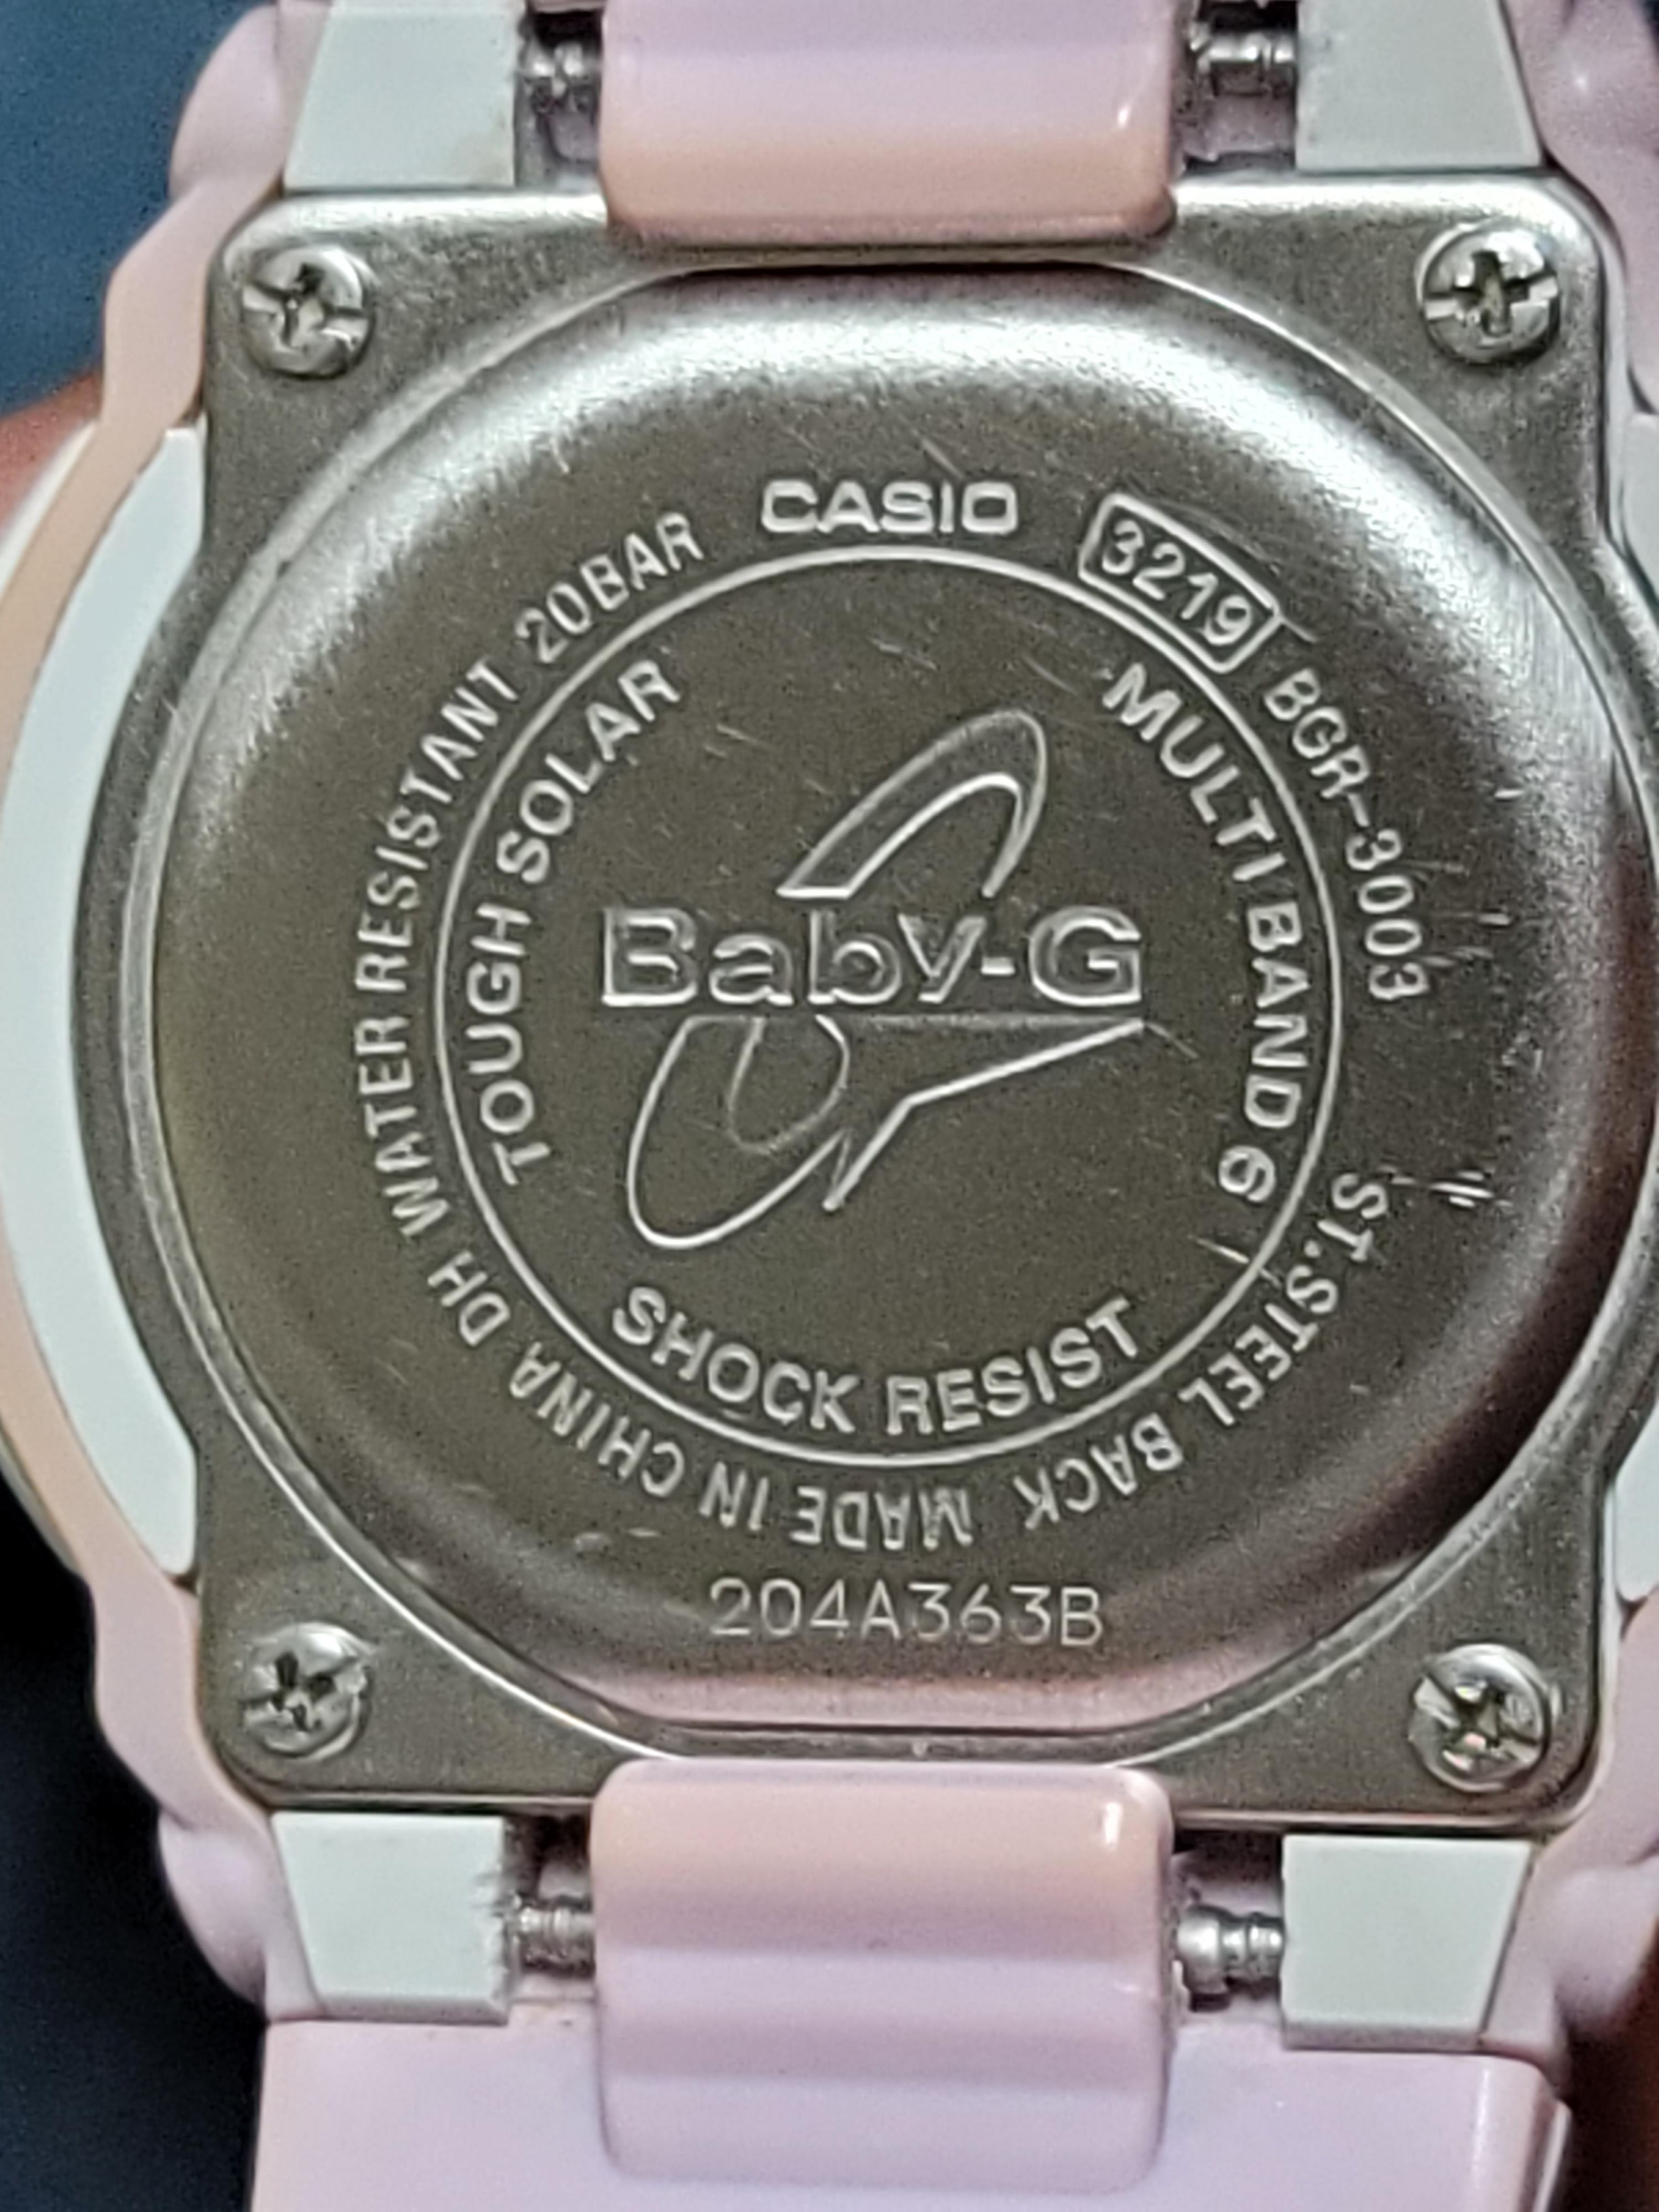 CASIO
3219
BGR-3003
ST.STEEL BACK
MADE IN CHINA
DH
WATER RESISTANT 20BAR
TOUGH SOLAR
MULTI BAND 6
SHOCK RESIST
Baby-G
204A363B